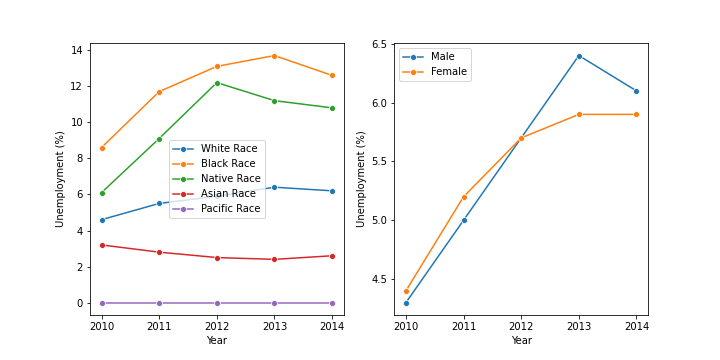 14
12
10
8
6
4
2
0
Unemployment (%)
White Race
Black Race
Native Race
Asian Race
Pacific Race
2010 2011 2012 2013 2014
Year
6.5
6.0
5.5
5.0
4.5
Unemployment (%)
Male
Female
2010 2011 2012 2013 2014
Year